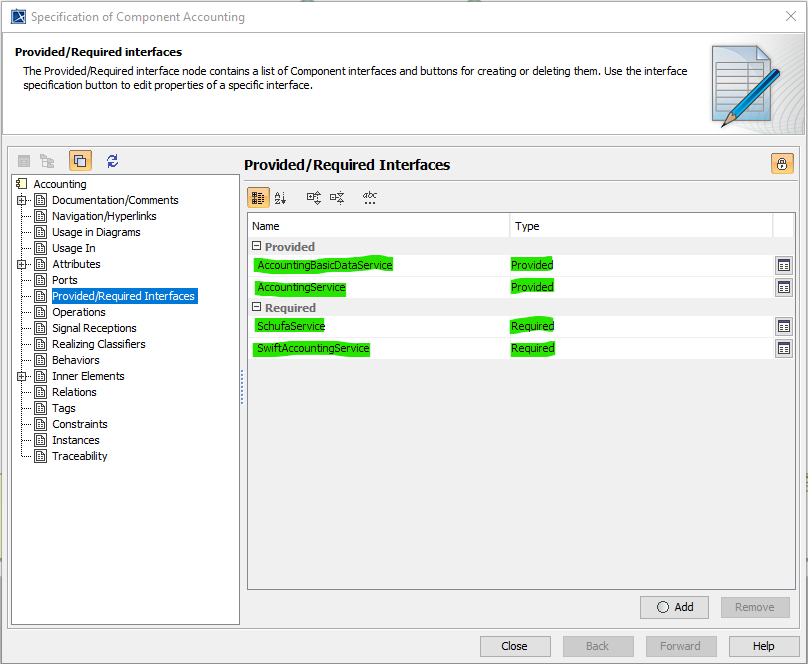 Specification of Component Accounting
Provided/Required interfaces
The Provided/Required interface node contains a list of Component interfaces and buttons for creating or deleting them. Use the interface
specification button to edit properties of a specific interface.
Accounting
Documentation/Comments
Navigation/Hyperlinks
Usage in Diagrams
Usage In
Attributes
Ports
Provided/Required Interfaces
Operations
Signal Receptions
Realizing Classifiers
Behaviors
Inner Elements
Relations
Tags
Constraints
Instances
Traceability
Provided/Required Interfaces
Name Type
Provided
AccountingBasicDataService Provided
AccountingService Provided
Required
SchufaService Required
SwiftAccountingService Required
Add Remove
Close Back Forward Help